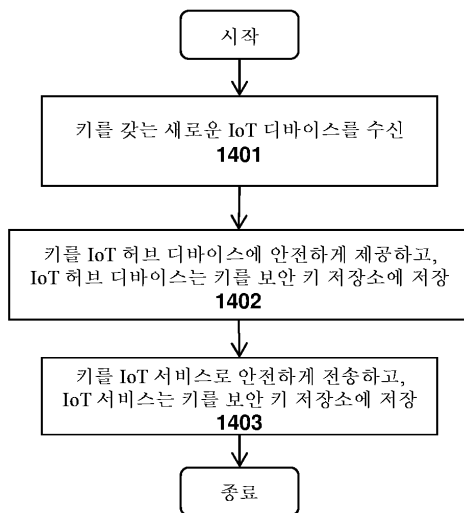 시작
키를 갖는 새로운 IoT 디바이스를 수신
1401
키를 IoT 허브 디바이스에 안전하게 제공하고,
IoT 허브 디바이스는 키를 보안 키 저장소에 저장
1402
키를 IoT 서비스로 안전하게 전송하고,
IoT 서비스는 키를 보안 키 저장소에 저장
1403
종료